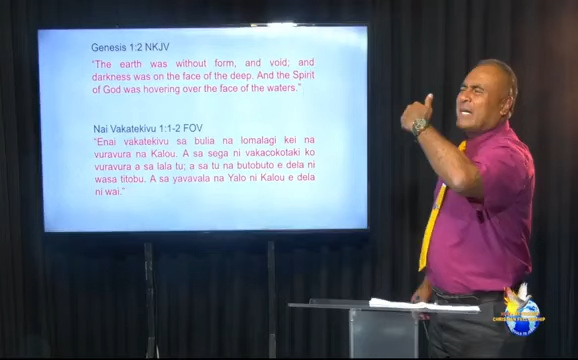 Genesis 1:2 NKJV
“The earth was without form, and void; and
darkness was on the face of the deep. And the Spirit
of God was hovering over the face of the waters.”
Nai Vakatekivu 1:1-2 FOV
“Enai vakatekivu sa bulia na lomalagi kei na
vuravura na Kalou. A sa sega ni vakacokotaki ko
vuravura a sa lala tu; a sa tu na butobuto e dela ni
wasa titobu. A sa yavavala na Yalo ni Kalou e dela
ni wai.”
CHRISTIAN FELLOWSHIP